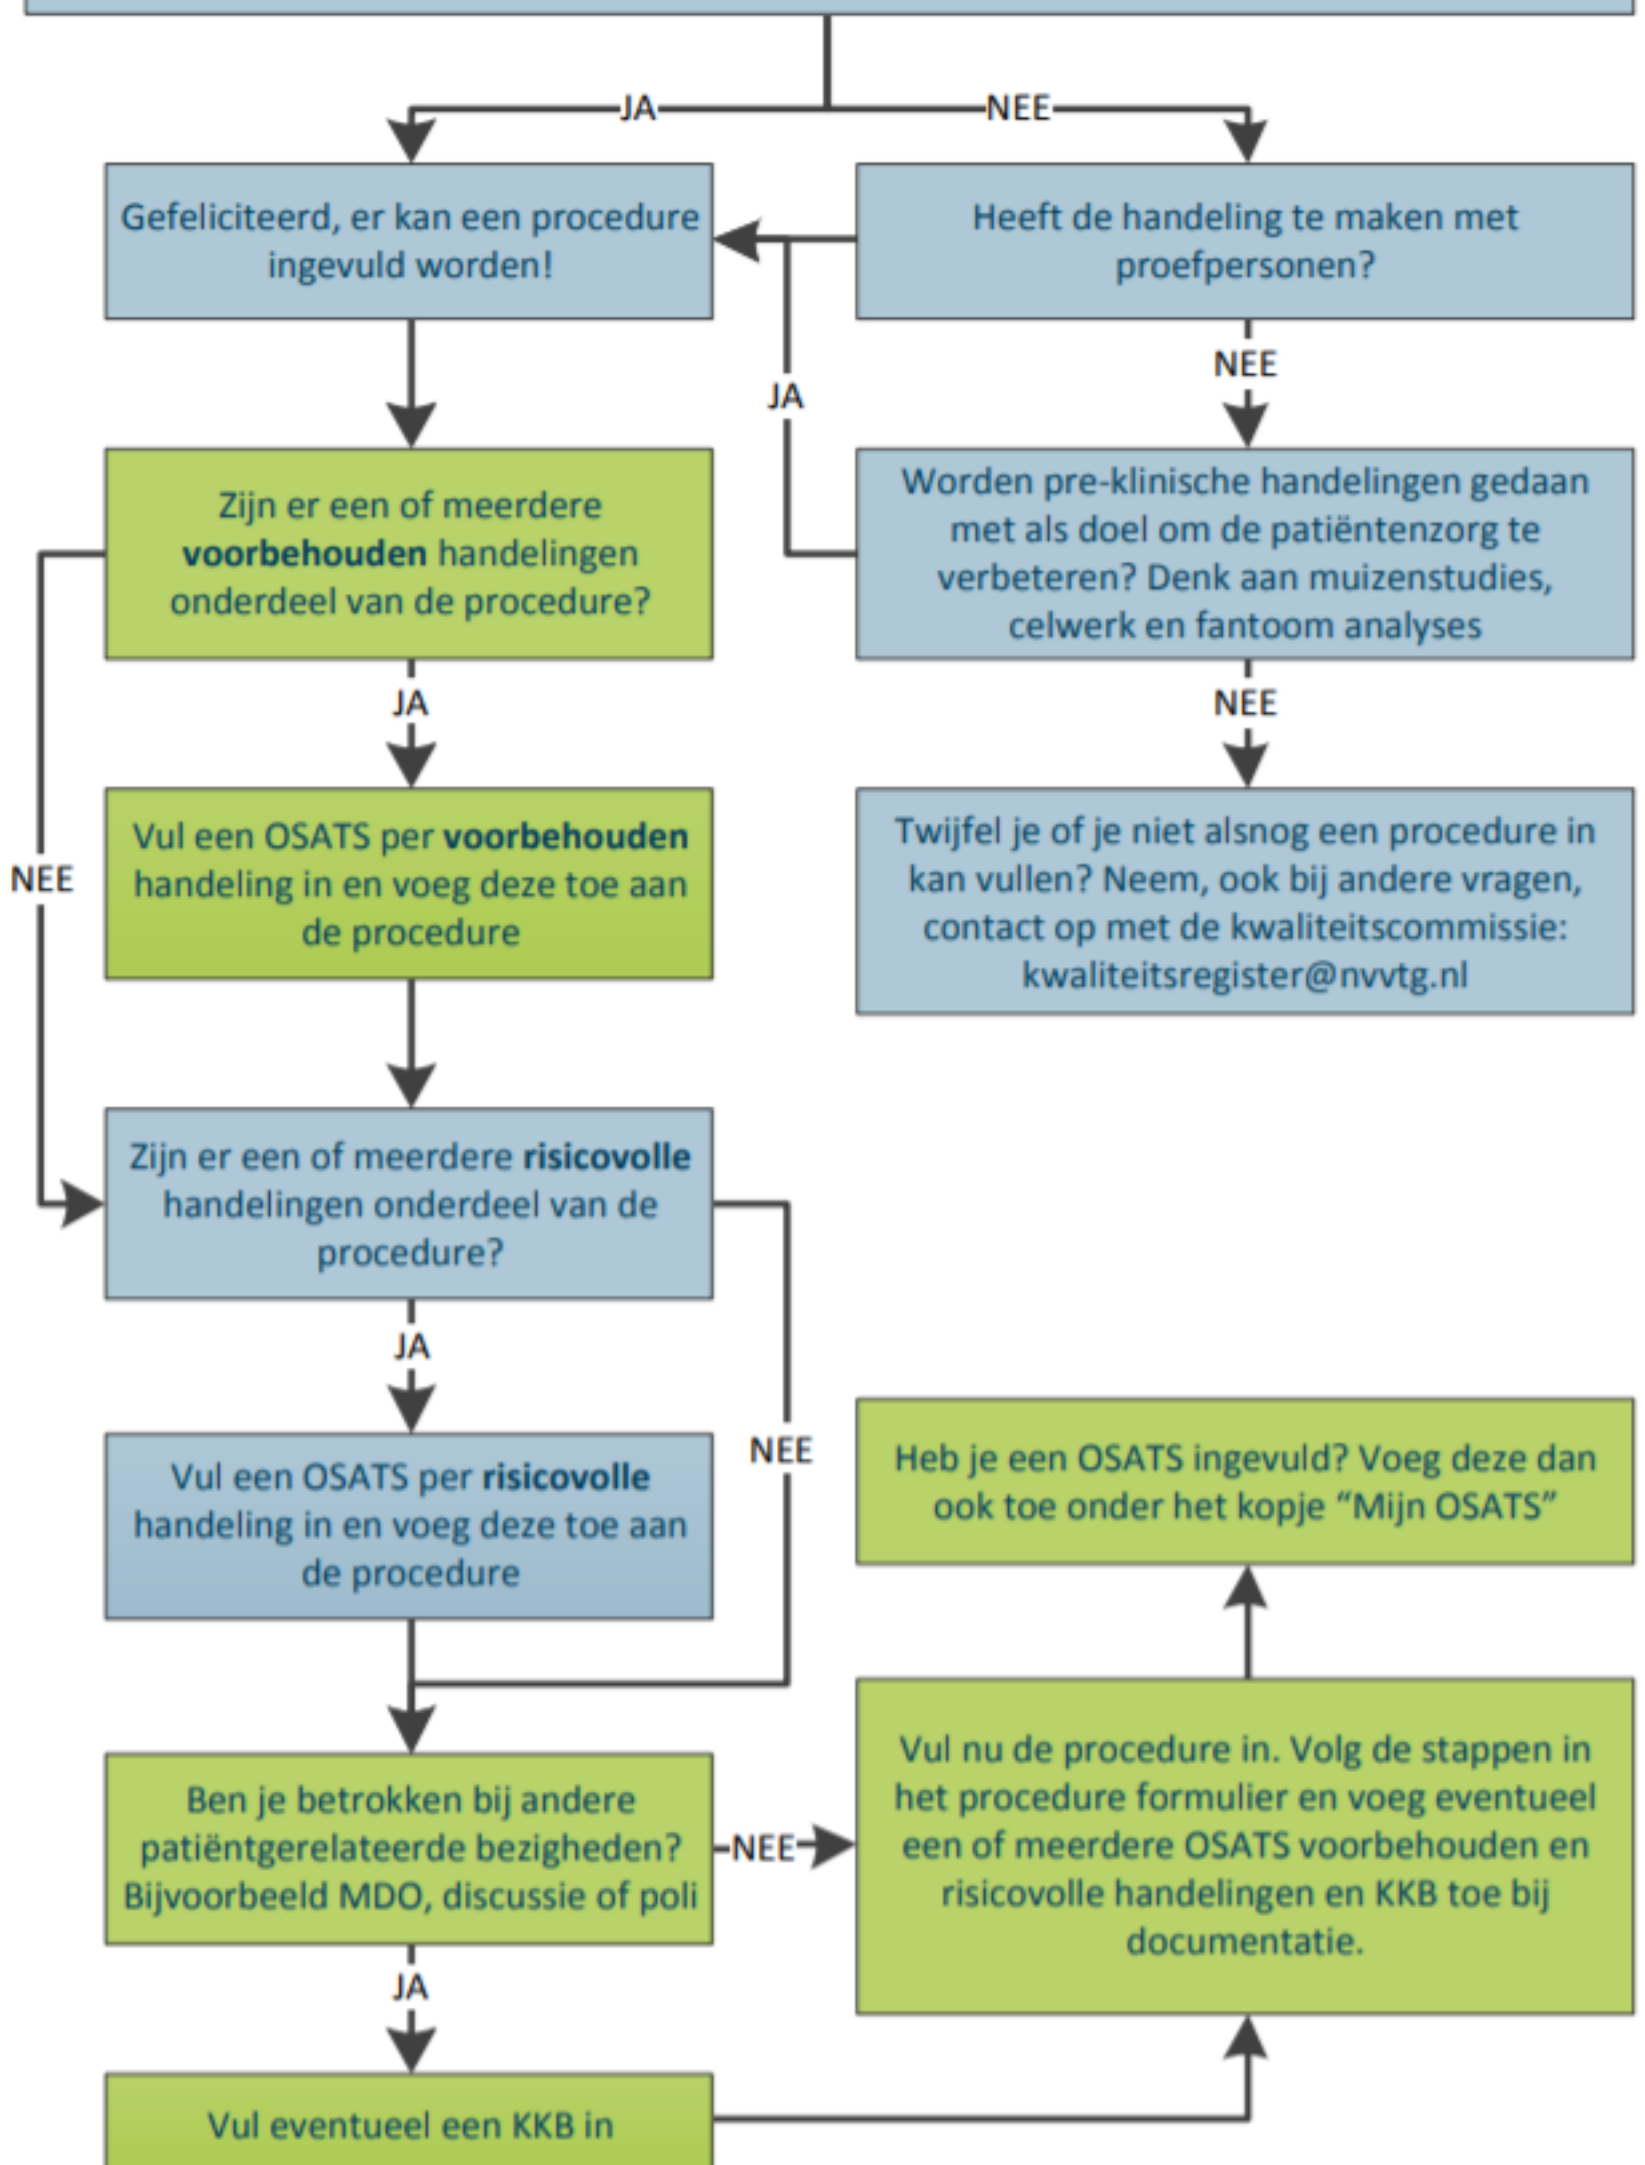 JA
NEE
Gefeliciteerd, er kan een procedure
ingevuld worden!
Heeft de handeling te maken met
proefpersonen?
NEE
JA
Zijn er een of meerdere
voorbehouden handelingen
onderdeel van de procedure?
Worden pre-klinische handelingen gedaan
met als doel om de patiëntenzorg te
verbeteren? Denk aan muizenstudies,
celwerk en fantoom analyses
JA
NEE
Vul een OSATS per voorbehouden
handeling in en voeg deze toe aan
de procedure
Twijfel je of je niet alsnog een procedure in
kan vullen? Neem, ook bij andere vragen,
contact op met de kwaliteitscommissie:
kwaliteitsregister@nvvtg.nl
NEE
Zijn er een of meerdere risicovolle
handelingen onderdeel van de
procedure?
JA
NEE
Vul een OSATS per risicovolle
handeling in en voeg deze toe aan
de procedure
Heb je een OSATS ingevuld? Voeg deze dan
ook toe onder het kopje “Mijn OSATS”
Ben je betrokken bij andere
patiëntgerelateerde bezigheden?
Bijvoorbeeld MDO, discussie of poli
NEE
Vul nu de procedure in. Volg de stappen in
het procedure formulier en voeg eventueel
een of meerdere OSATS voorbehouden en
risicovolle handelingen en KKB toe bij
documentatie.
JA
Vul eventueel een KKB in